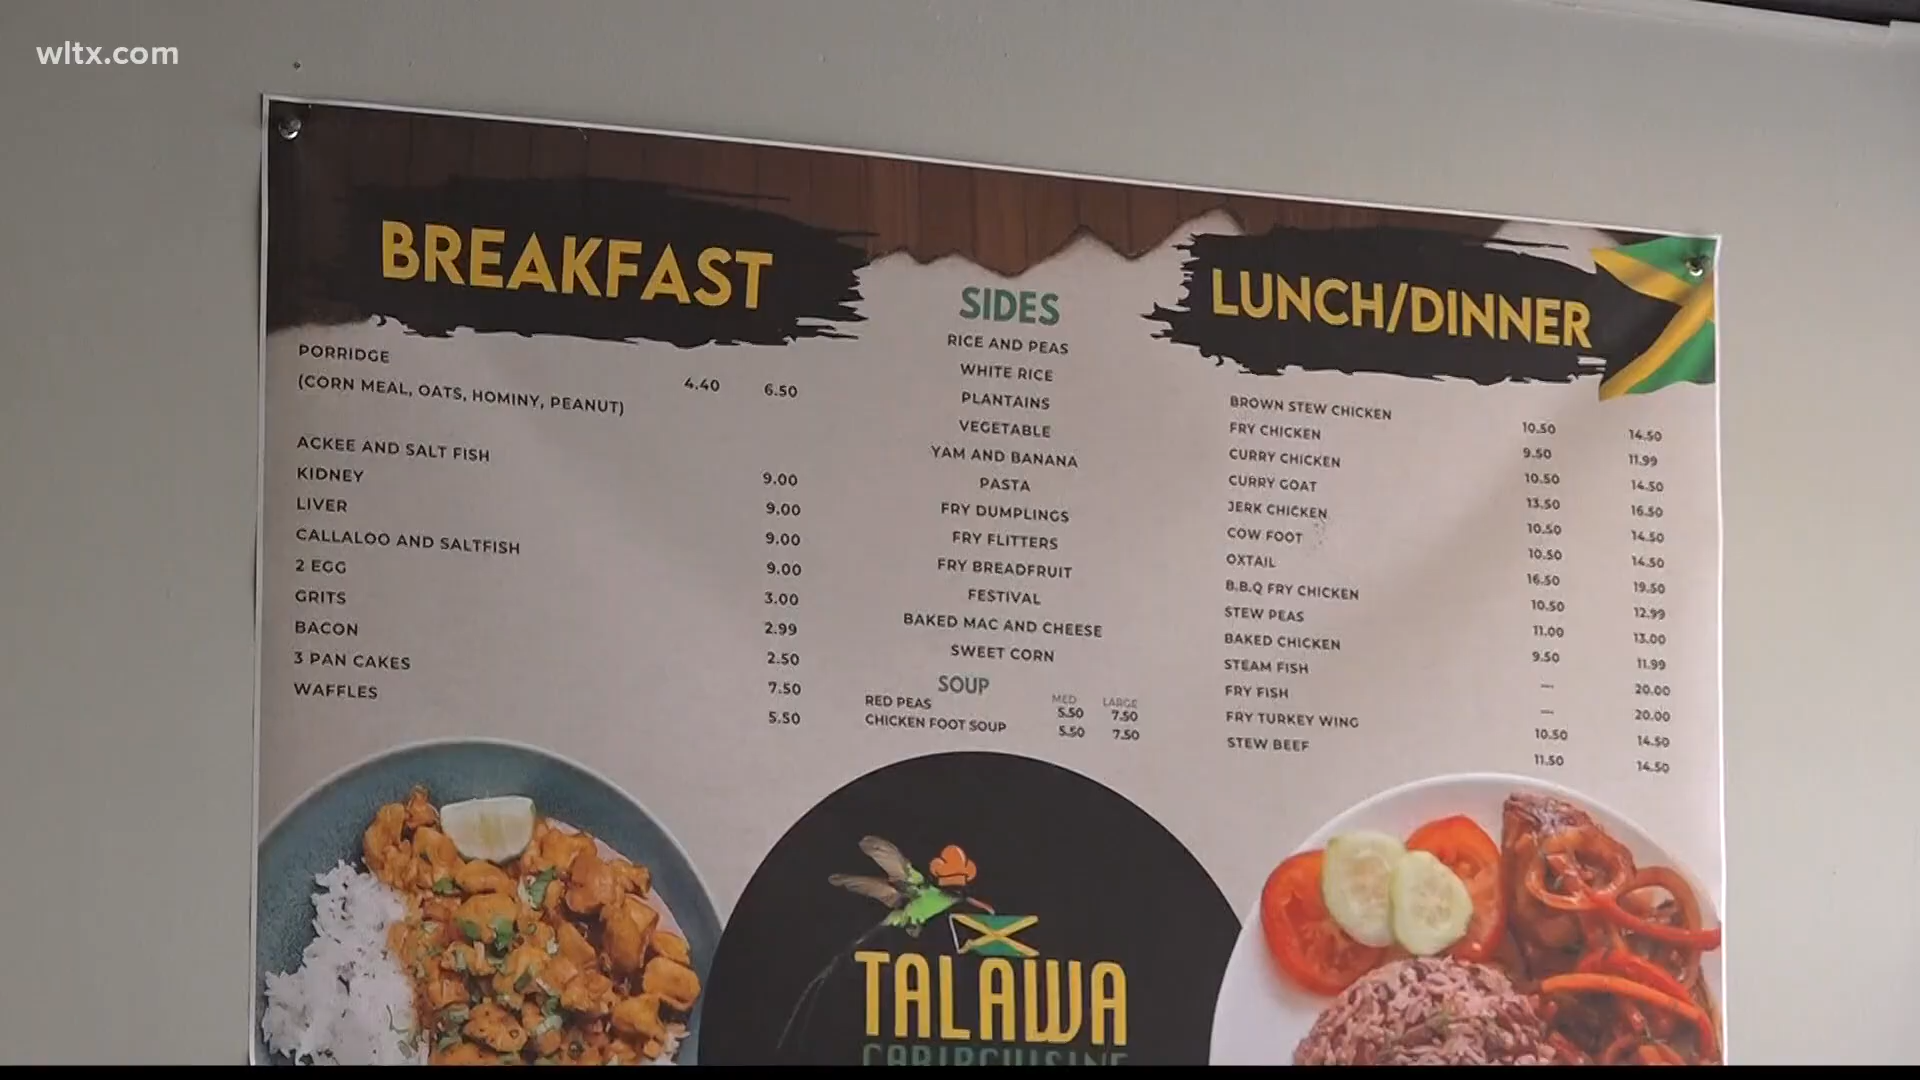 wltx.com
BREAKFAST
PORRIDGE
(CORN MEAL, OATS, HOMINY, PEANUT) 4.40 6.50
ACKEE AND SALT FISH 9.00
KIDNEY 9.00
LIVER 9.00
CALLALOO AND SALTFISH 9.00
2 EGG 3.00
GRITS 2.99
BACON 2.50
3 PAN CAKES 7.50
WAFFLES 5.50
SIDES
RICE AND PEAS
WHITE RICE
PLANTAINS
VEGETABLE
YAM AND BANANA
PASTA
FRY DUMPLINGS
FRY FLITTERS
FRY BREADFRUIT
FESTIVAL
BAKED MAC AND CHEESE
SWEET CORN
SOUP
MED LARGE
RED PEAS 5.50 7.50
CHICKEN FOOT SOUP 5.50 7.50
LUNCH/DINNER
BROWN STEW CHICKEN 10.50 14.50
FRY CHICKEN 9.50 11.99
CURRY CHICKEN 10.50 14.50
CURRY GOAT 13.50 16.50
JERK CHICKEN 10.50 14.50
COW FOOT 10.50 14.50
OXTAIL 16.50 19.50
B.B.Q FRY CHICKEN 10.50 12.99
STEW PEAS 11.00 13.00
BAKED CHICKEN 9.50 11.99
STEAM FISH --- 20.00
FRY FISH --- 20.00
FRY TURKEY WING 10.50 14.50
STEW BEEF 11.50 14.50
TALAWA